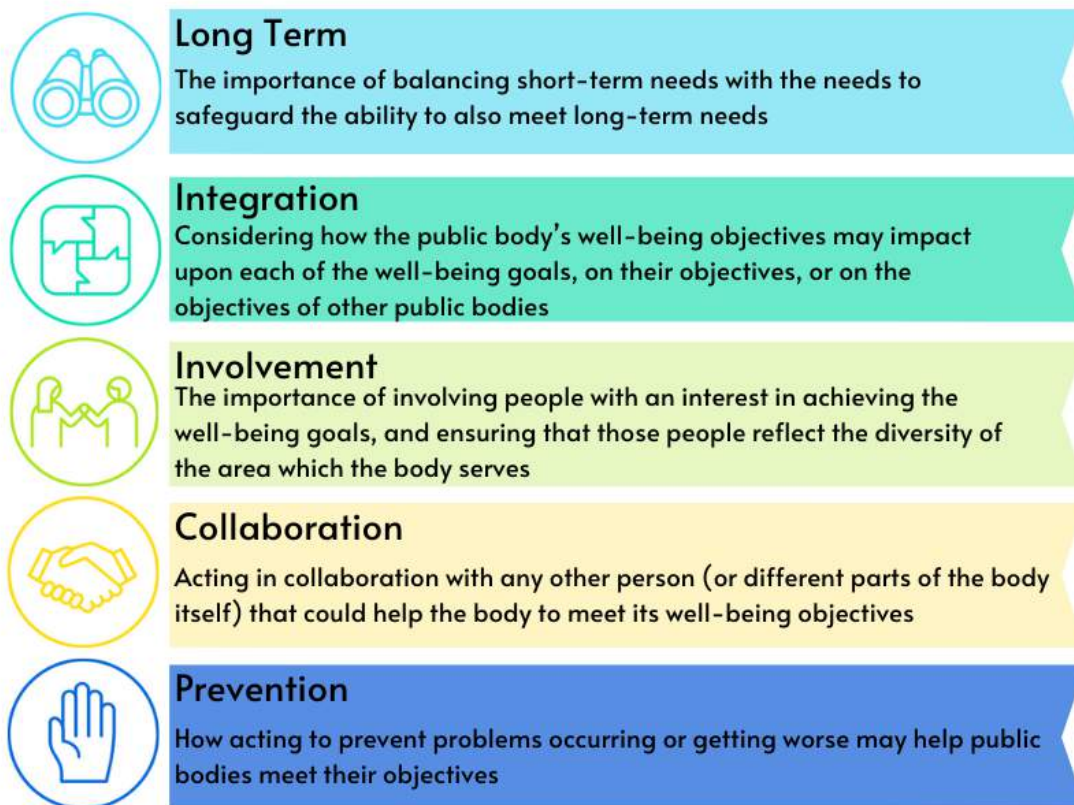 Long Term
The importance of balancing short-term needs with the needs to
safeguard the ability to also meet long-term needs
Integration
Considering how the public body's well-being objectives may impact
upon each of the well-being goals, on their objectives, or on the
objectives of other public bodies
Involvement
The importance of involving people with an interest in achieving the
well-being goals, and ensuring that those people reflect the diversity of
the area which the body serves
Collaboration
Acting in collaboration with any other person (or different parts of the body
itself) that could help the body to meet its well-being objectives
Prevention
How acting to prevent problems occurring or getting worse may help public
bodies meet their objectives